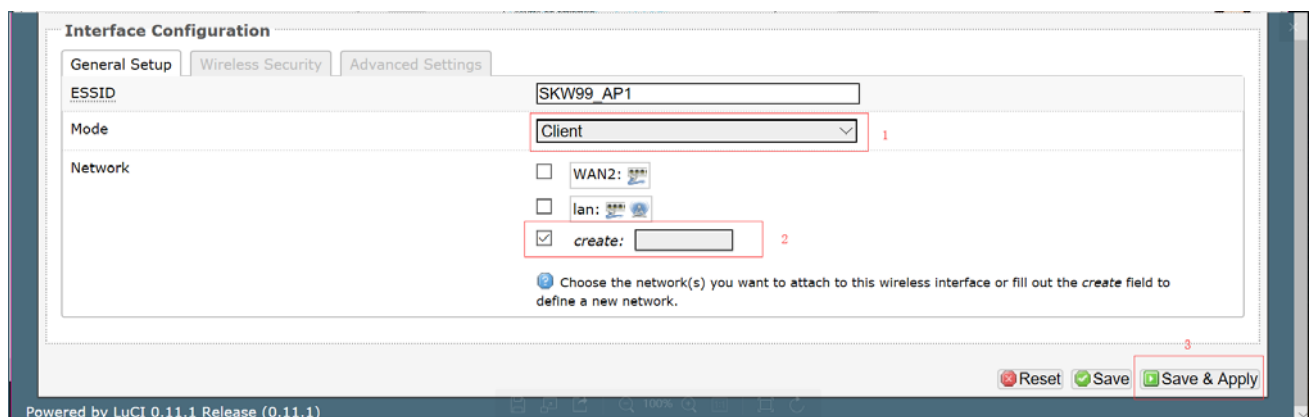 Interface Configuration
General Setup Wireless Security Advanced Settings
ESSID SKW99_AP1
Mode Client 1
Network WAN2:
lan:
create: 2
Choose the network(s) you want to attach to this wireless interface or fill out the create field to
define a new network.
3
Reset Save Save & Apply
Powered by LuCI 0.11.1 Release (0.11.1) 100%